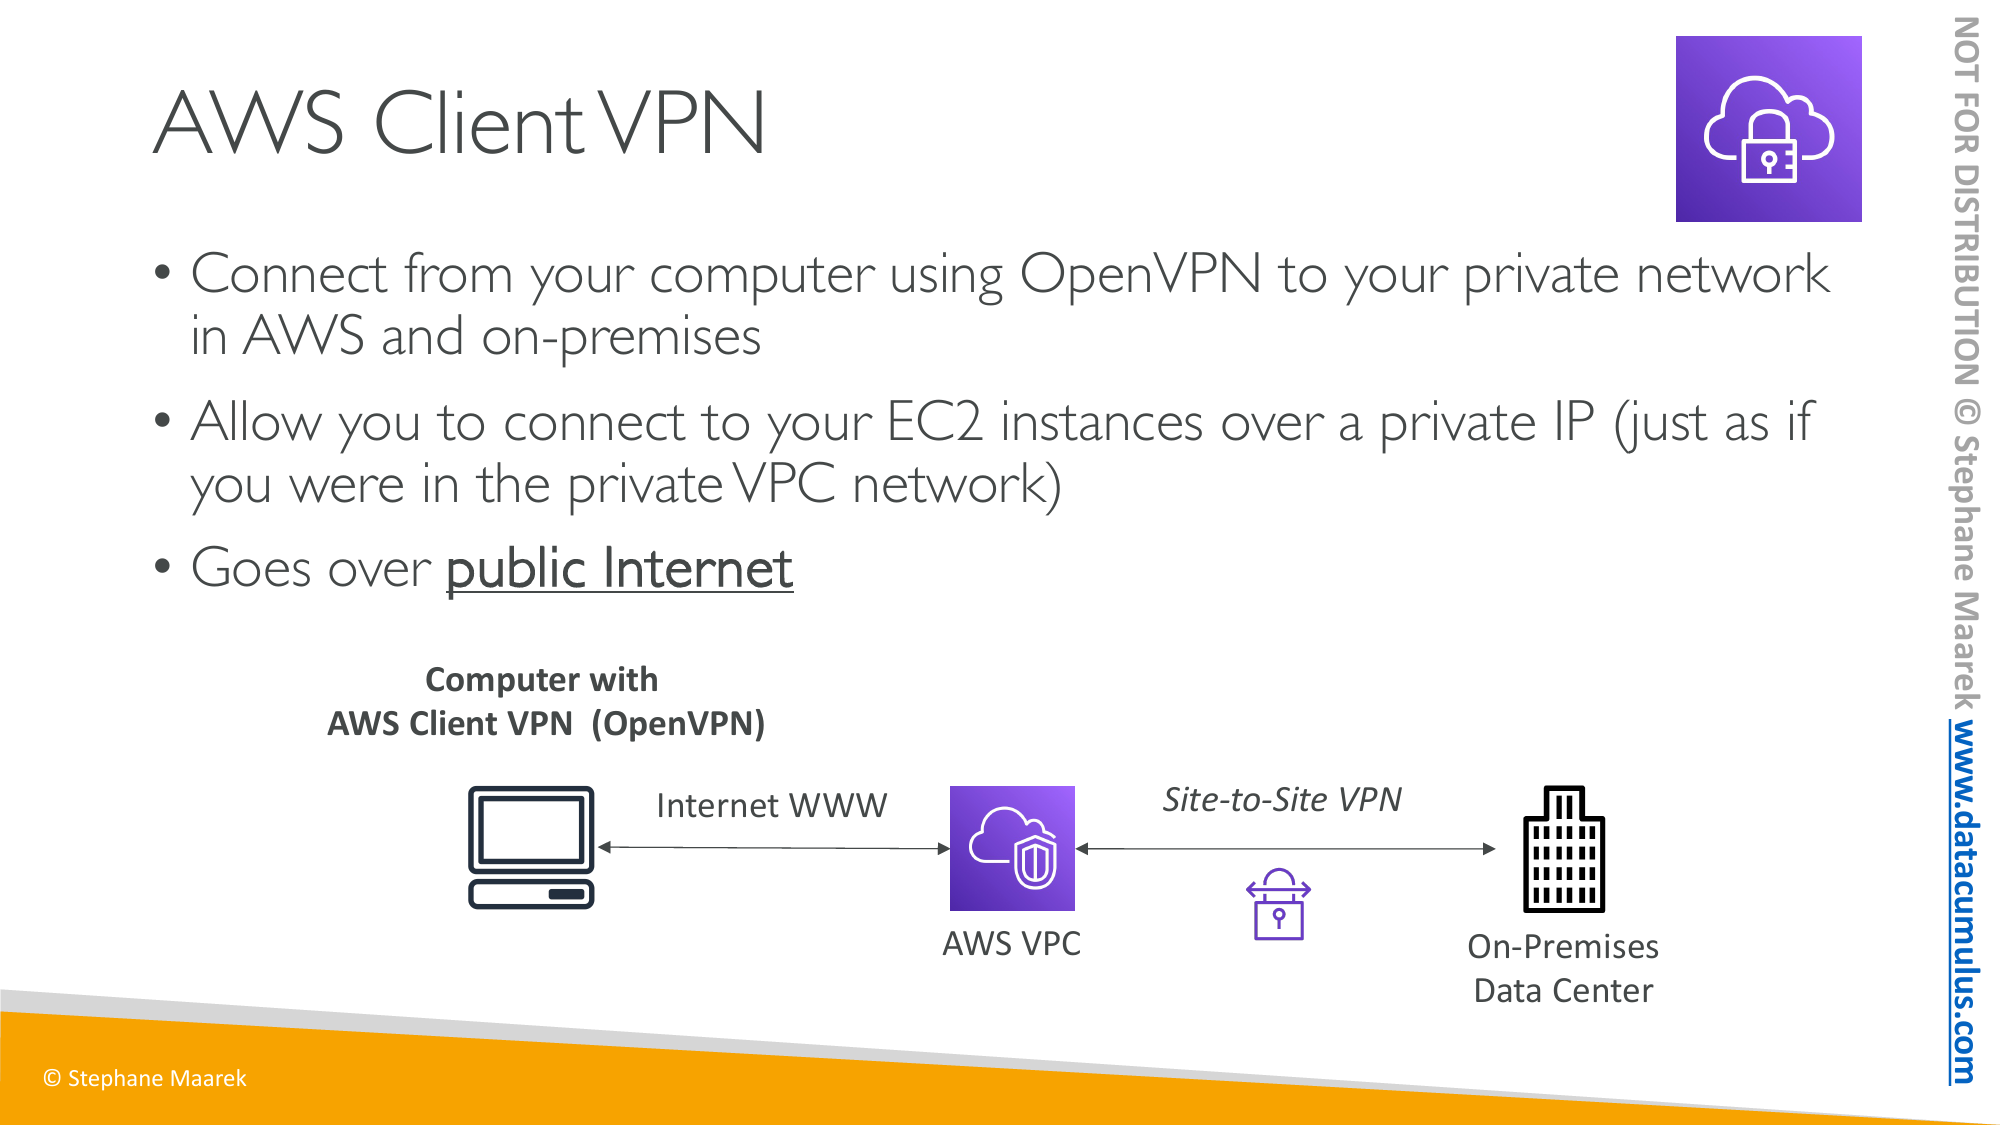 AWS Client VPN
• Connect from your computer using OpenVPN to your private network
in AWS and on-premises
• Allow you to connect to your EC2 instances over a private IP (just as if
you were in the private VPC network)
• Goes over public Internet
Computer with
AWS Client VPN  (OpenVPN)
Internet WWW
Site-to-Site VPN
AWS VPC
On-Premises
Data Center
© Stephane Maarek
NOT FOR DISTRIBUTION © Stephane Maarek www.datacumulus.com